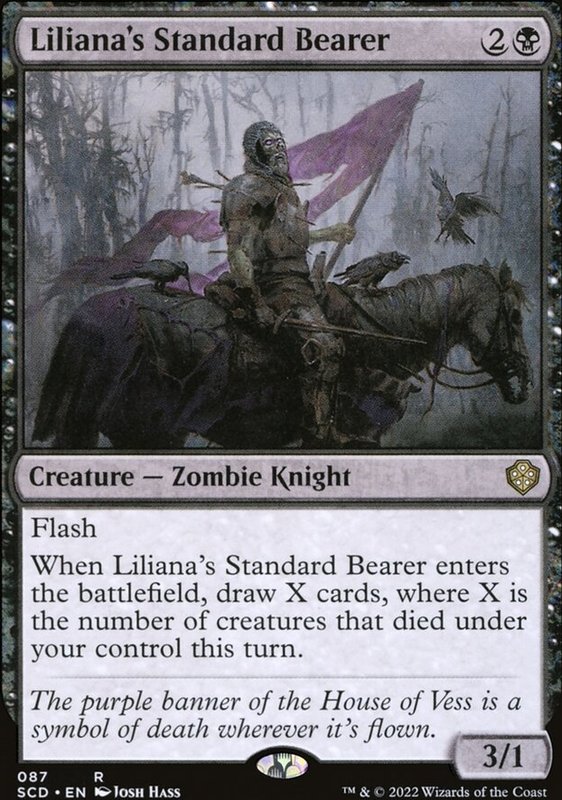 Liliana's Standard Bearer 2
Creature — Zombie Knight
Flash
When Liliana's Standard Bearer enters
the battlefield, draw X cards, where X is
the number of creatures that died under
your control this turn.
The purple banner of the House of Vess is a
symbol of death wherever it's flown.
3/1
087 R
SCD • EN Josh Hass ™ & © 2022 Wizards of the Coast